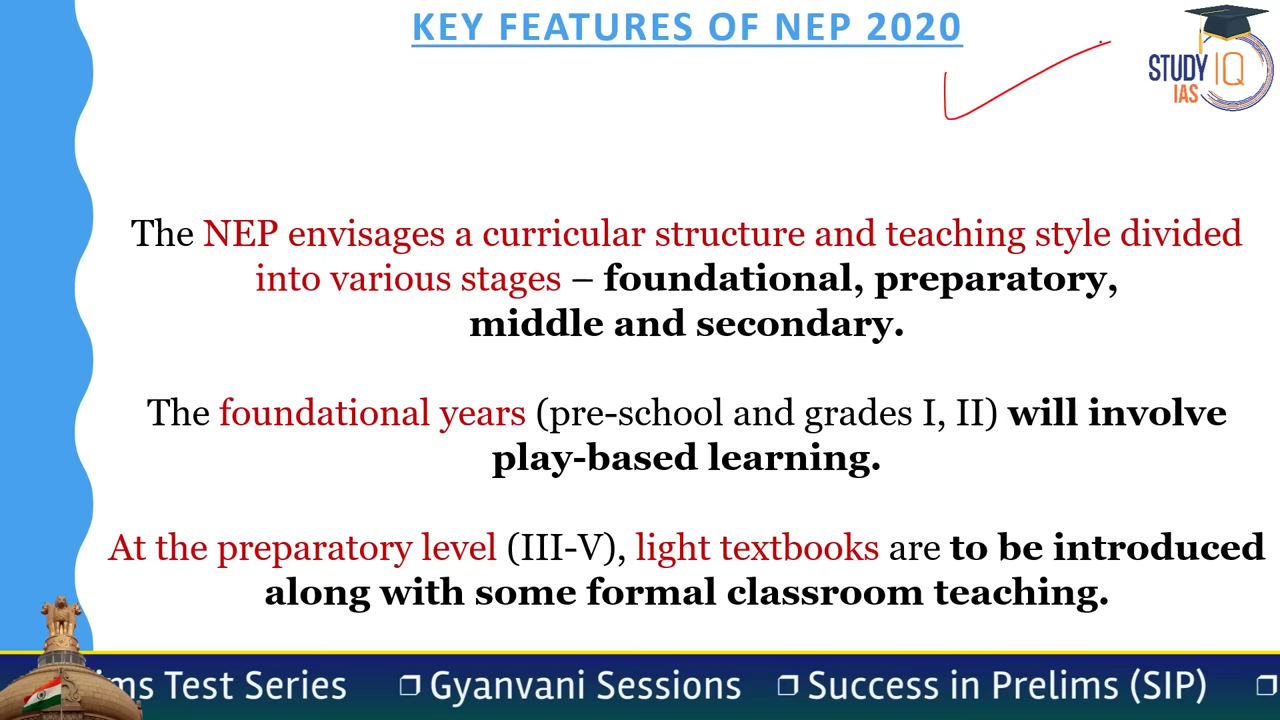 KEY FEATURES OF NEP 2020
STUDY IQ
IAS
The NEP envisages a curricular structure and teaching style divided
into various stages – foundational, preparatory,
middle and secondary.
The foundational years (pre-school and grades I, II) will involve
play-based learning.
At the preparatory level (III-V), light textbooks are to be introduced
along with some formal classroom teaching.
ms Test Series ❐ Gyanvani Sessions ❐ Success in Prelims (SIP) ❐